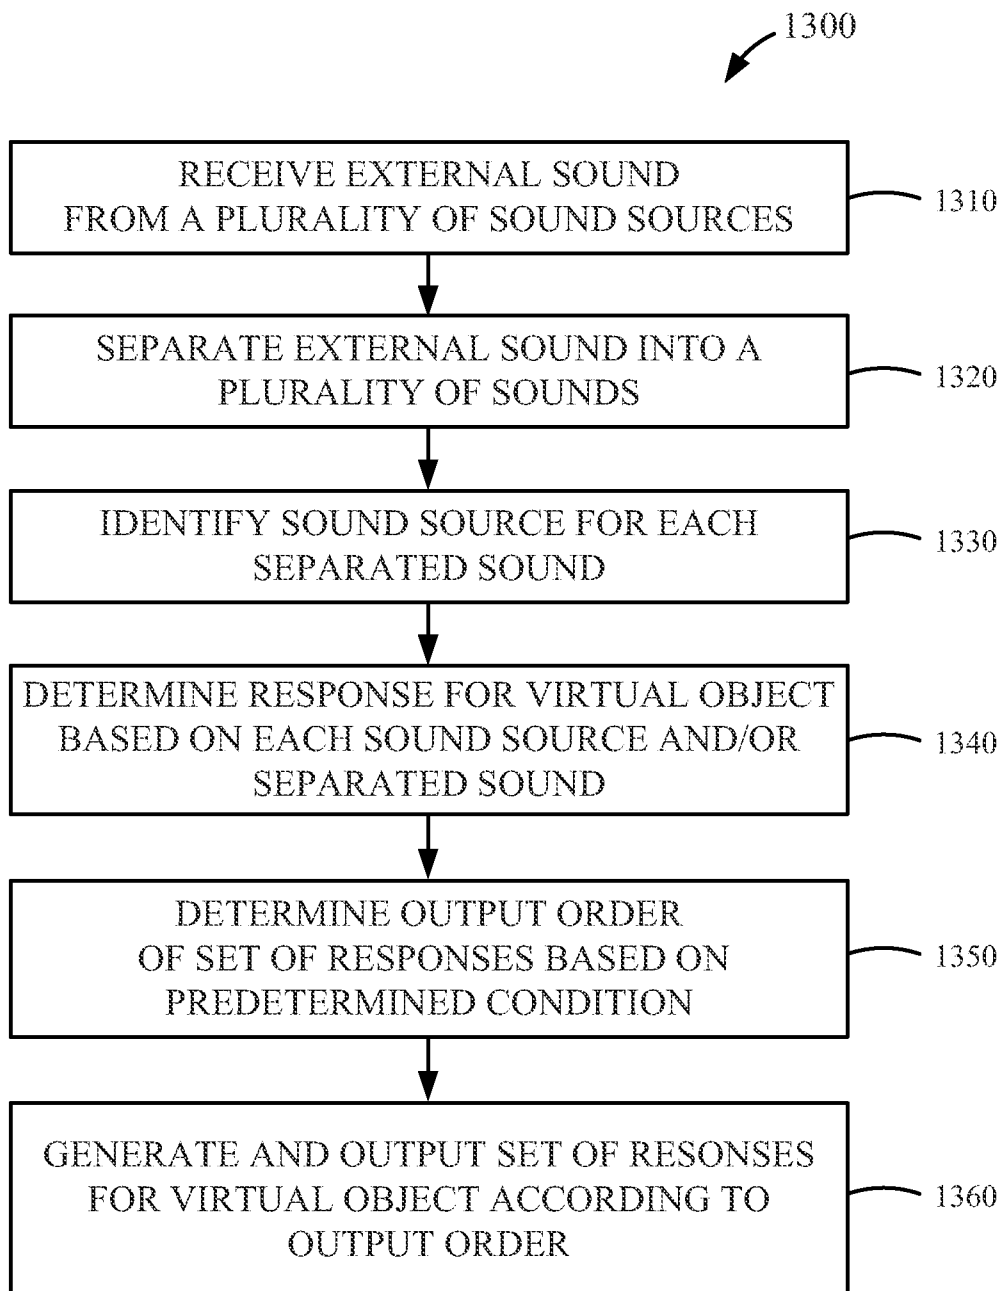 1300
RECEIVE EXTERNAL SOUND
FROM A PLURALITY OF SOUND SOURCES
1310
SEPARATE EXTERNAL SOUND INTO A
PLURALITY OF SOUNDS
1320
IDENTIFY SOUND SOURCE FOR EACH
SEPARATED SOUND
1330
DETERMINE RESPONSE FOR VIRTUAL OBJECT
BASED ON EACH SOUND SOURCE AND/OR
SEPARATED SOUND
1340
DETERMINE OUTPUT ORDER
OF SET OF RESPONSES BASED ON
PREDETERMINED CONDITION
1350
GENERATE AND OUTPUT SET OF RESONSES
FOR VIRTUAL OBJECT ACCORDING TO
OUTPUT ORDER
1360